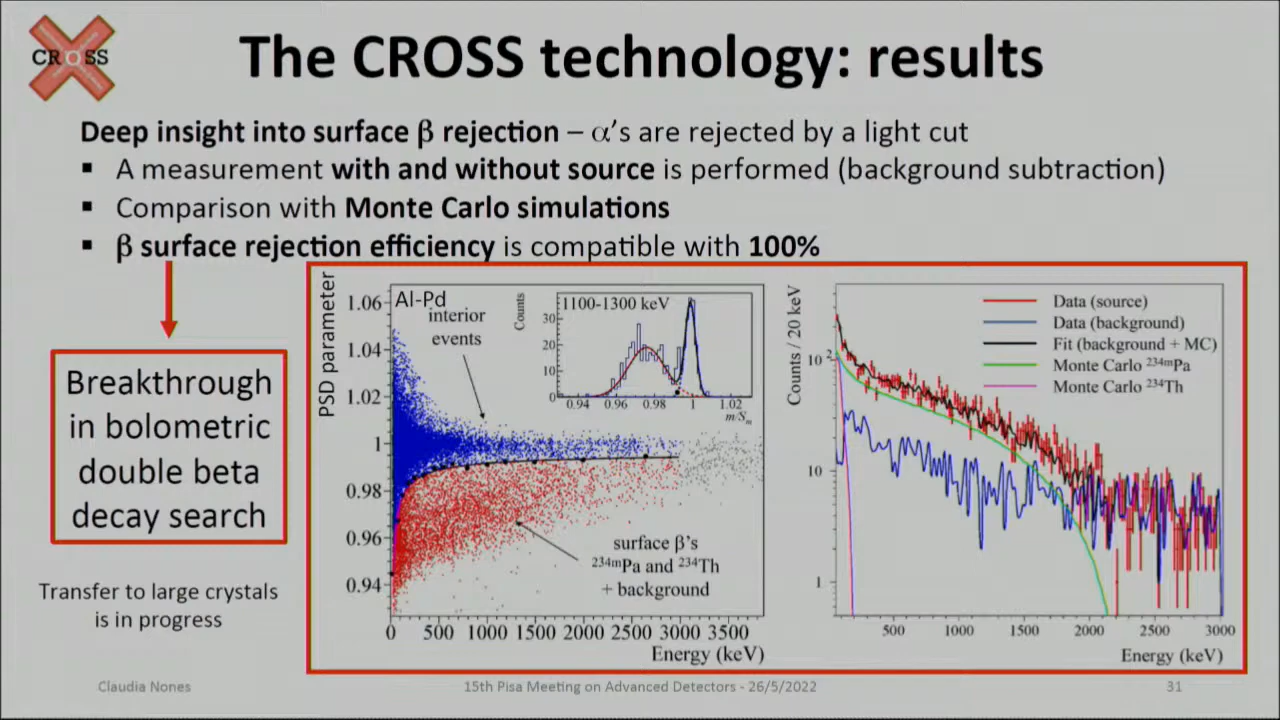 CROSS
The CROSS technology: results
Deep insight into surface β rejection – α's are rejected by a light cut
▪ A measurement with and without source is performed (background subtraction)
▪ Comparison with Monte Carlo simulations
▪ β surface rejection efficiency is compatible with 100%
Breakthrough
in bolometric
double beta
decay search
Transfer to large crystals
is in progress
PSD parameter
1.06
1.04
1.02
1
0.98
0.96
0.94
Al-Pd
interior
events
Counts
1100-1300 keV
30
20
10
0
0.94 0.96 0.98 1 1.02
m/Sm
surface β's
²³⁴ᵐPa and ²³⁴Th
+ background
0 500 1000 1500 2000 2500 3000 3500
Energy (keV)
Counts / 20 keV
10²
10
1
Data (source)
Data (background)
Fit (background + MC)
Monte Carlo ²³⁴ᵐPa
Monte Carlo ²³⁴Th
500 1000 1500 2000 2500 3000
Energy (keV)
Claudia Nones
15th Pisa Meeting on Advanced Detectors - 26/5/2022
31